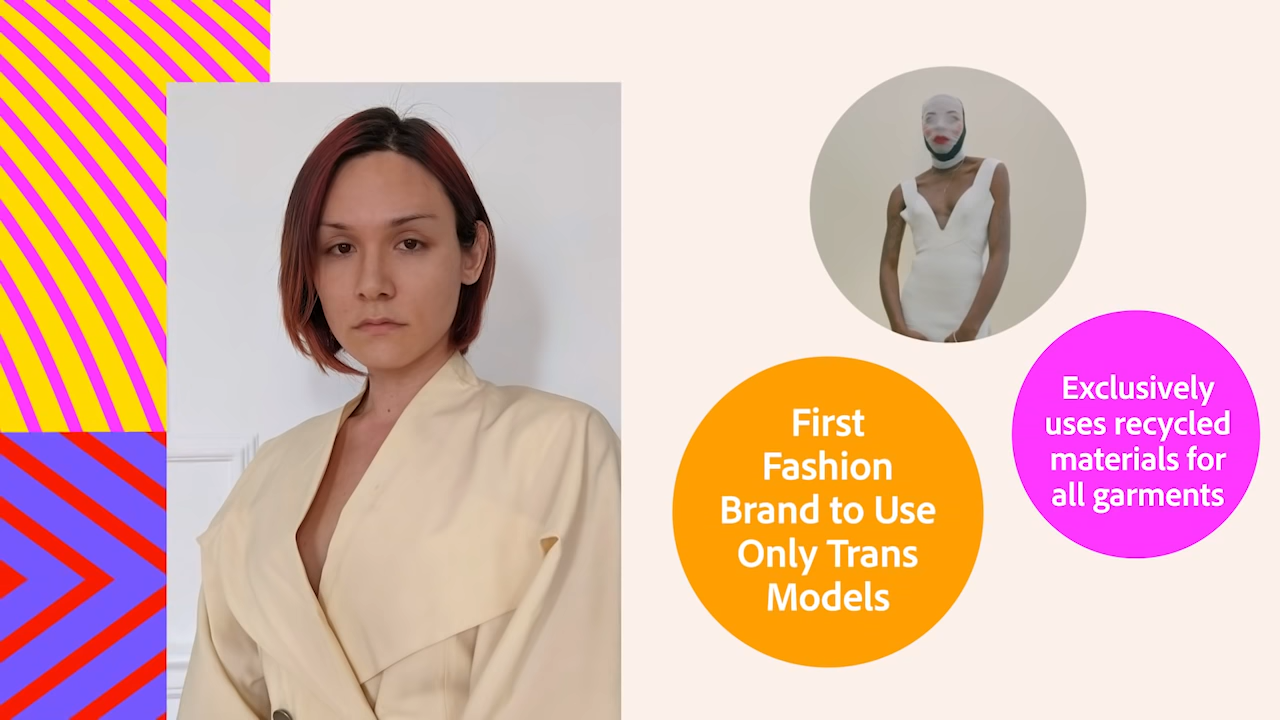 First
Fashion
Brand to Use
Only Trans
Models
Exclusively
uses recycled
materials for
all garments